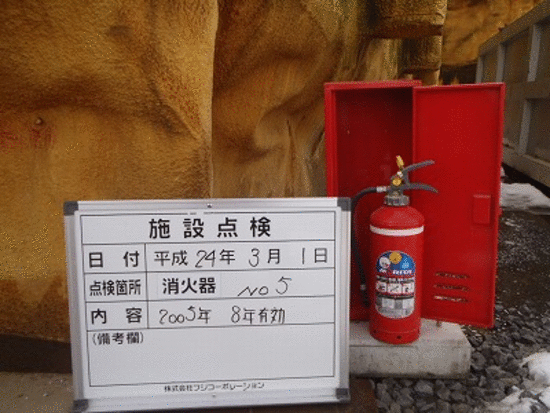 施設点検
日付 平成 24年 3月 1日
点検箇所 消火器 No 5
内容 2005年 8年有効
(備考欄)
株式会社フジコーポレーション